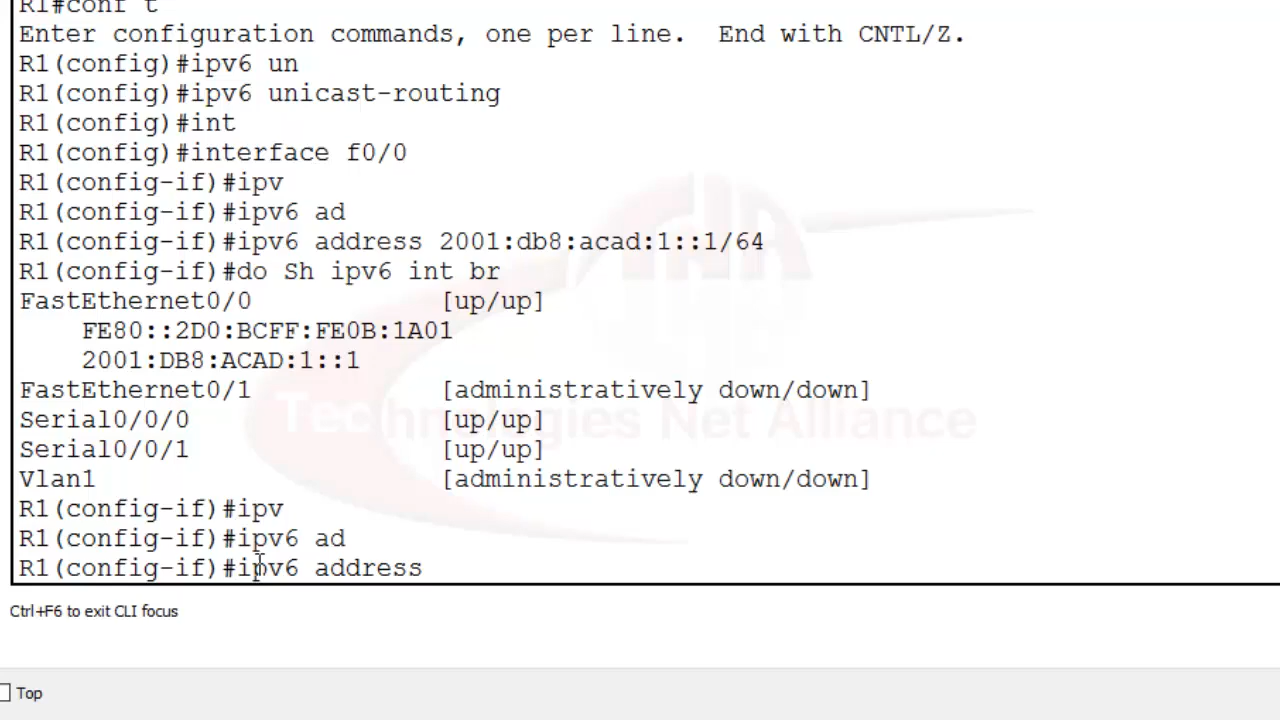 R1#conf t
Enter configuration commands, one per line.  End with CNTL/Z.
R1(config)#ipv6 un
R1(config)#ipv6 unicast-routing
R1(config)#int
R1(config)#interface f0/0
R1(config-if)#ipv
R1(config-if)#ipv6 ad
R1(config-if)#ipv6 address 2001:db8:acad:1::1/64
R1(config-if)#do Sh ipv6 int br
FastEthernet0/0 [up/up]
FE80::2D0:BCFF:FE0B:1A01
2001:DB8:ACAD:1::1
FastEthernet0/1 [administratively down/down]
Serial0/0/0 [up/up]
Technologies Net Alliance
Serial0/0/1 [up/up]
Vlan1 [administratively down/down]
R1(config-if)#ipv
R1(config-if)#ipv6 ad
R1(config-if)#ipv6 address
Ctrl+F6 to exit CLI focus
Top